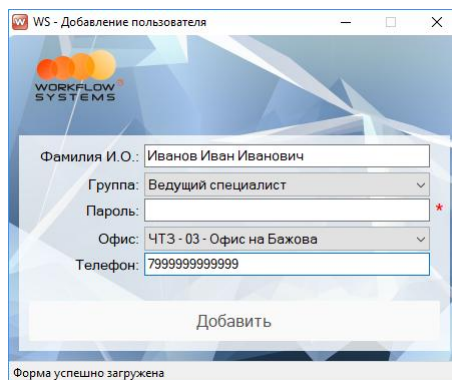 WS - Добавление пользователя
WORKFLOW
SYSTEMS
Фамилия И.О.: Иванов Иван Иванович
Группа: Ведущий специалист
Пароль: *
Офис: ЧТЗ - 03 - Офис на Бажова
Телефон: 7999999999999
Добавить
Форма успешно загружена